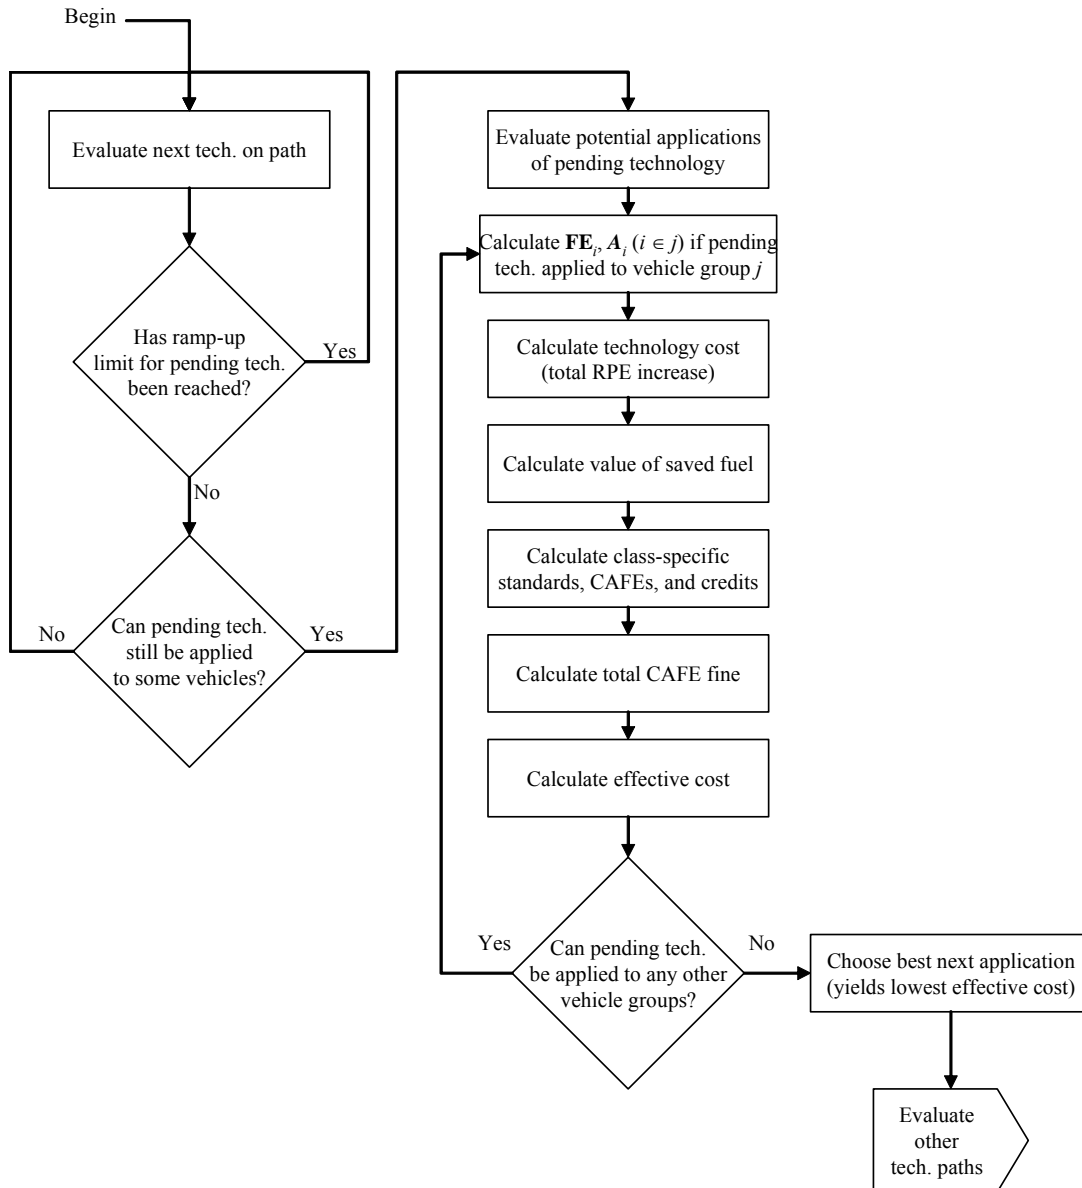 Begin
Evaluate next tech. on path
Has ramp-up
limit for pending tech.
been reached?
Yes
No
Can pending tech.
still be applied
to some vehicles?
No
Yes
Evaluate potential applications
of pending technology
Calculate FEi, Ai (i ∈ j) if pending
tech. applied to vehicle group j
Calculate technology cost
(total RPE increase)
Calculate value of saved fuel
Calculate class-specific
standards, CAFEs, and credits
Calculate total CAFE fine
Calculate effective cost
Can pending tech.
be applied to any other
vehicle groups?
Yes
No
Choose best next application
(yields lowest effective cost)
Evaluate
other
tech. paths